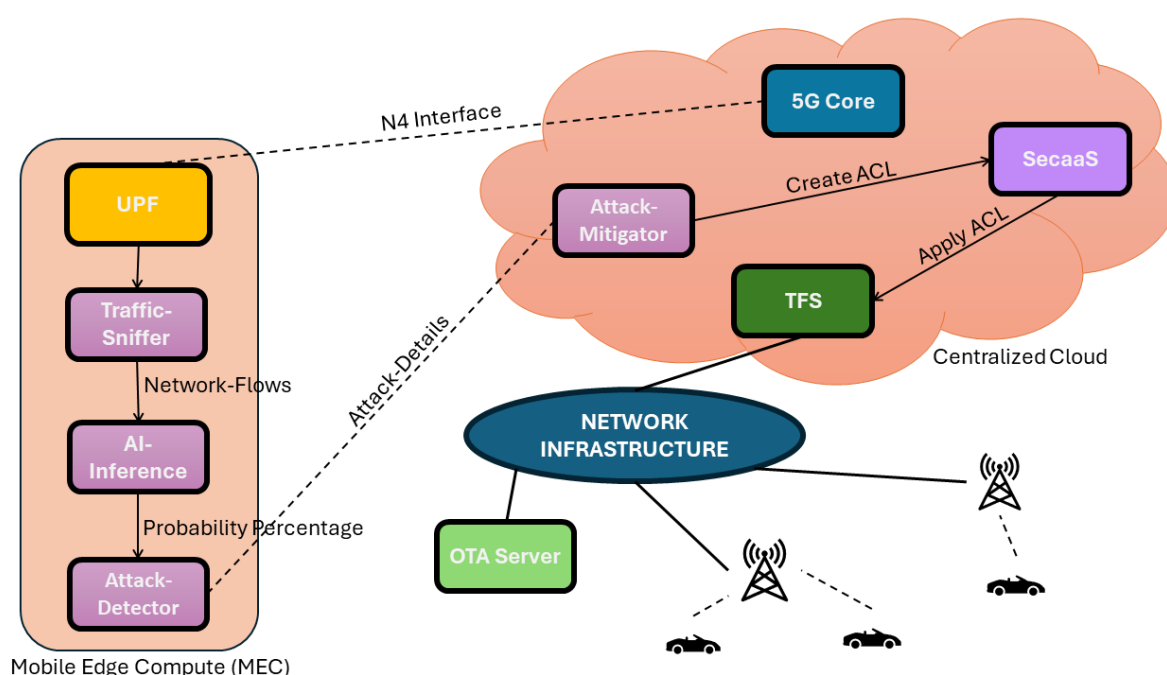 5G Core
N4 Interface
SecaaS
Create ACL
UPF
Attack-
Mitigator
Apply ACL
TFS
Traffic-
Sniffer
Attack-Details
Centralized Cloud
Network-Flows
NETWORK
INFRASTRUCTURE
AI-
Inference
Probability Percentage
OTA Server
Attack-
Detector
Mobile Edge Compute (MEC)